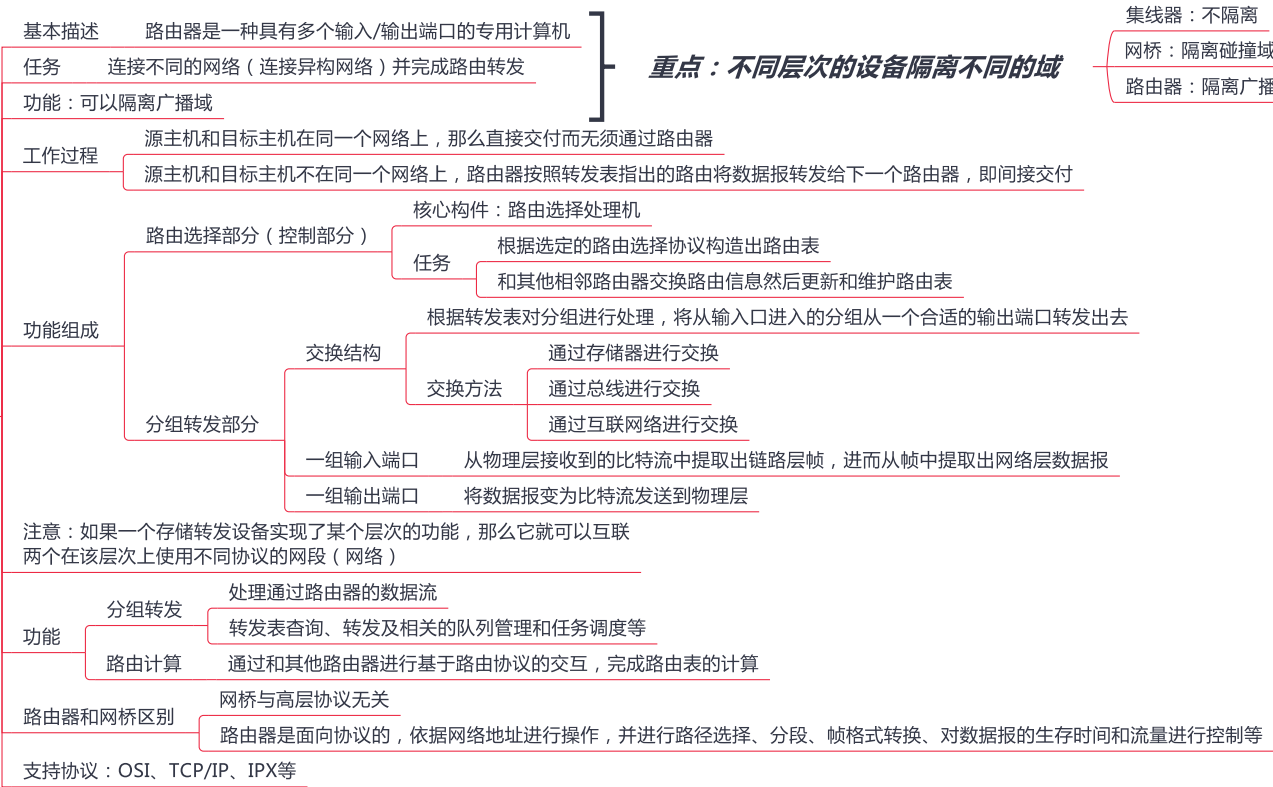 基本描述
路由器是一种具有多个输入/输出端口的专用计算机
任务
连接不同的网络（连接异构网络）并完成路由转发
功能：可以隔离广播域
重点：不同层次的设备隔离不同的域
集线器：不隔离
网桥：隔离碰撞域
路由器：隔离广播
工作过程
源主机和目标主机在同一个网络上，那么直接交付而无须通过路由器
源主机和目标主机不在同一个网络上，路由器按照转发表指出的路由将数据报转发给下一个路由器，即间接交付
功能组成
路由选择部分（控制部分）
核心构件：路由选择处理机
任务
根据选定的路由选择协议构造出路由表
和其他相邻路由器交换路由信息然后更新和维护路由表
分组转发部分
交换结构
根据转发表对分组进行处理，将从输入口进入的分组从一个合适的输出端口转发出去
交换方法
通过存储器进行交换
通过总线进行交换
通过互联网络进行交换
一组输入端口
从物理层接收到的比特流中提取出链路层帧，进而从帧中提取出网络层数据报
一组输出端口
将数据报变为比特流发送到物理层
注意：如果一个存储转发设备实现了某个层次的功能，那么它就可以互联
两个在该层次上使用不同协议的网段（网络）
功能
分组转发
处理通过路由器的数据流
转发表查询、转发及相关的队列管理和任务调度等
路由计算
通过和其他路由器进行基于路由协议的交互，完成路由表的计算
路由器和网桥区别
网桥与高层协议无关
路由器是面向协议的，依据网络地址进行操作，并进行路径选择、分段、帧格式转换、对数据报的生存时间和流量进行控制等
支持协议：OSI、TCP/IP、IPX等